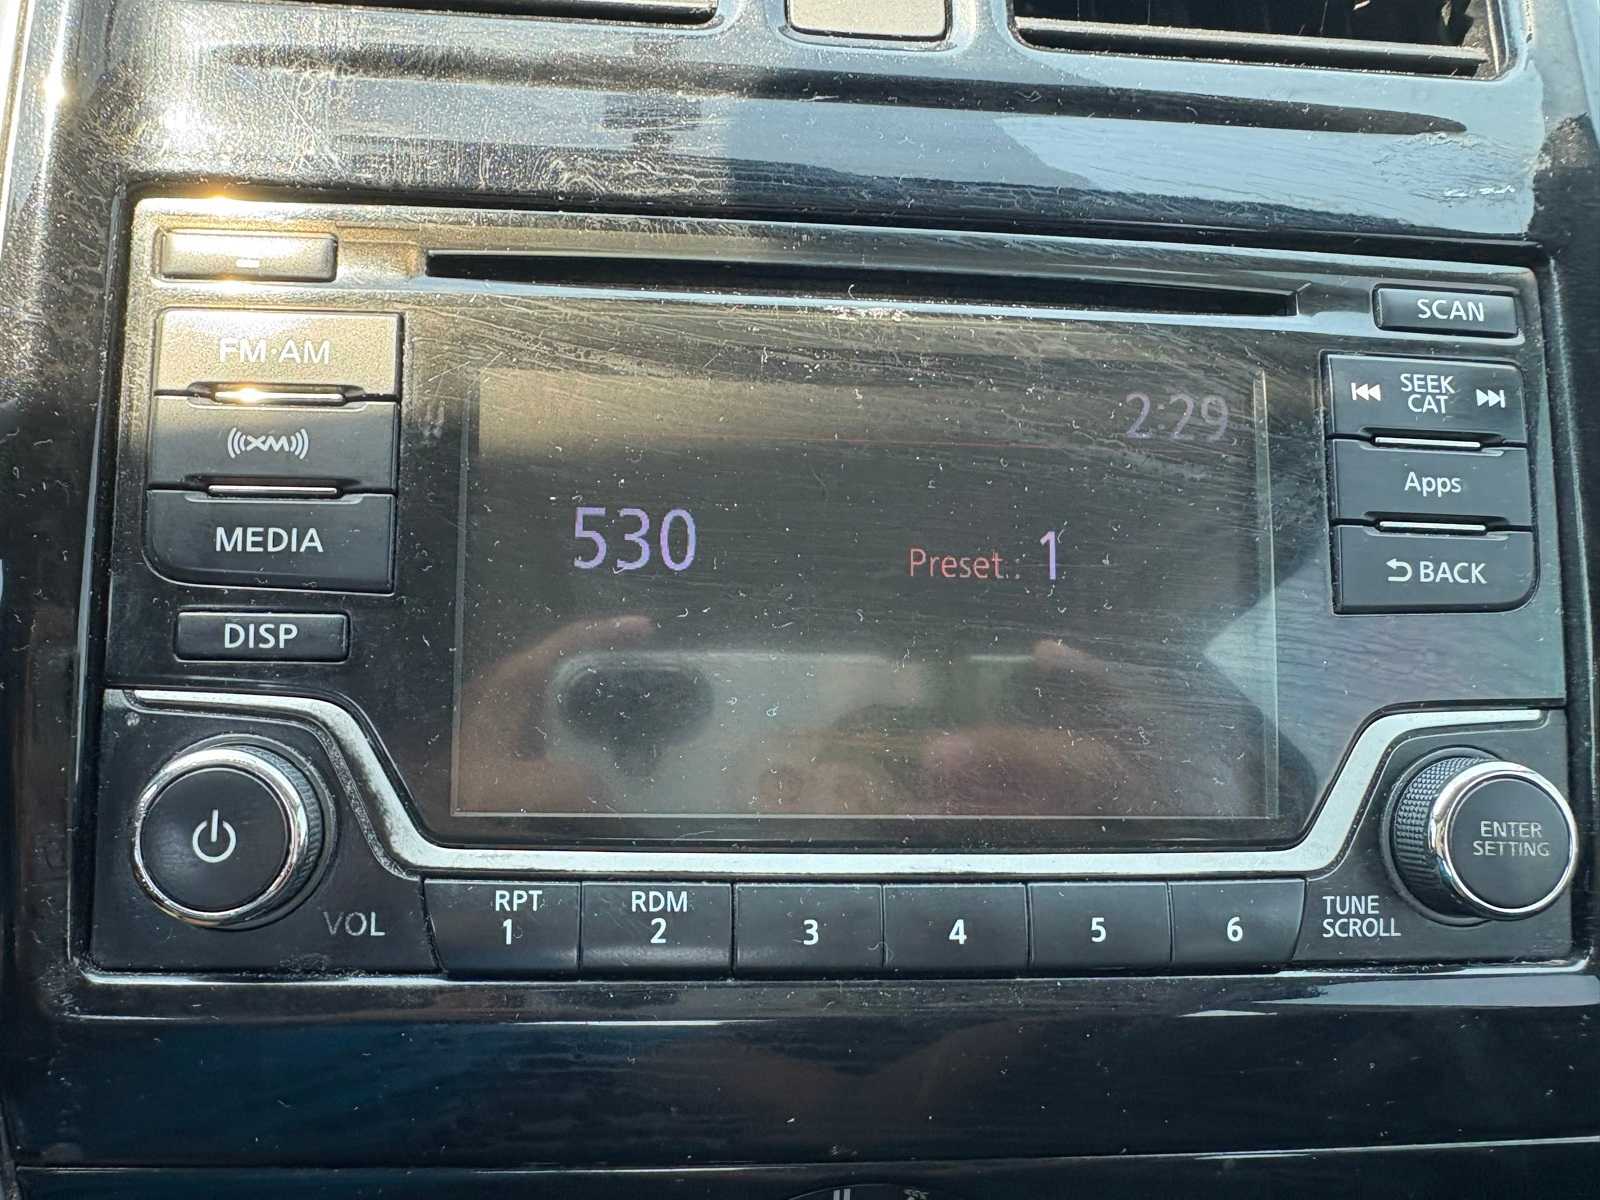 SCAN
FM·AM
SEEK
CAT
2:29
XM
Apps
530
Preset: 1
MEDIA
BACK
DISP
ENTER
SETTING
RPT
1
RDM
2
3
4
5
6
VOL
TUNE
SCROLL